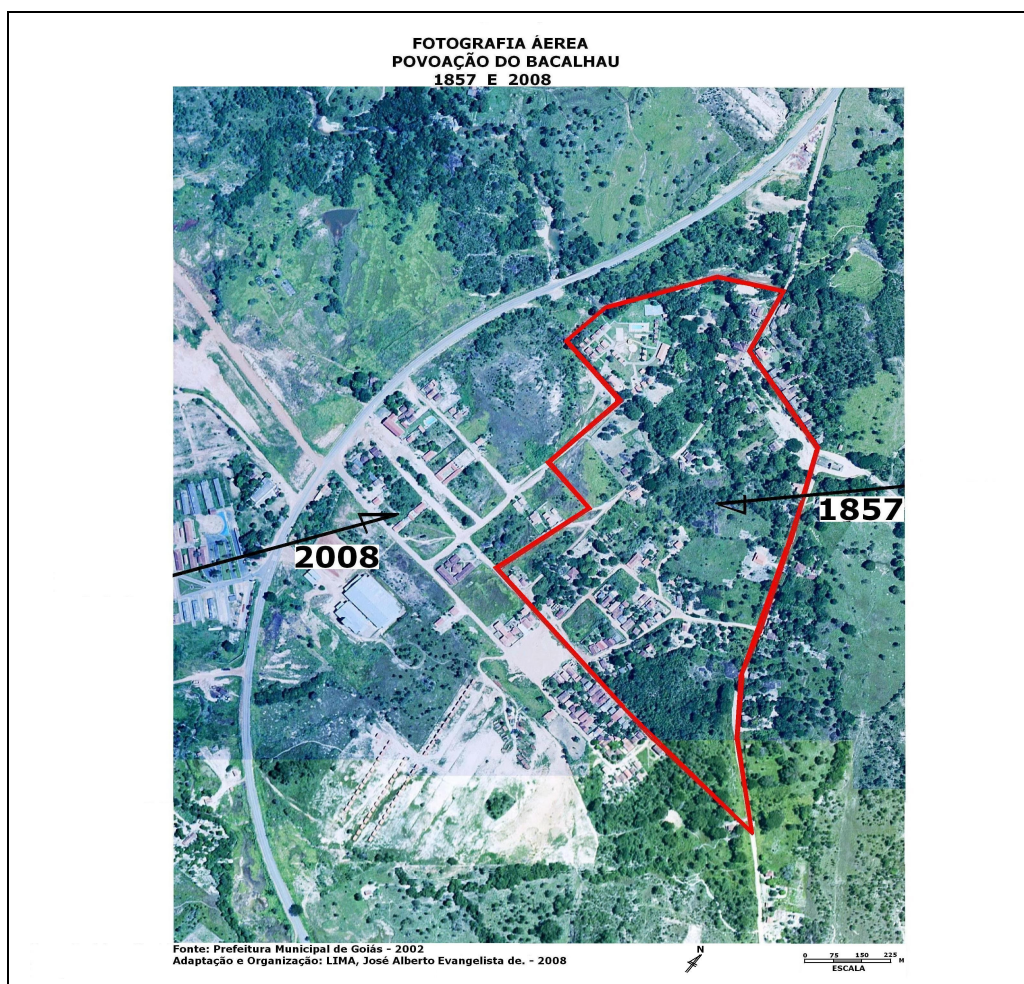 FOTOGRAFIA ÁEREA
POVOAÇÃO DO BACALHAU
1857 E 2008
1857
2008
Fonte: Prefeitura Municipal de Goiás - 2002
Adaptação e Organização: LIMA, José Alberto Evangelista de. - 2008
N
0 75 150 225
M
ESCALA